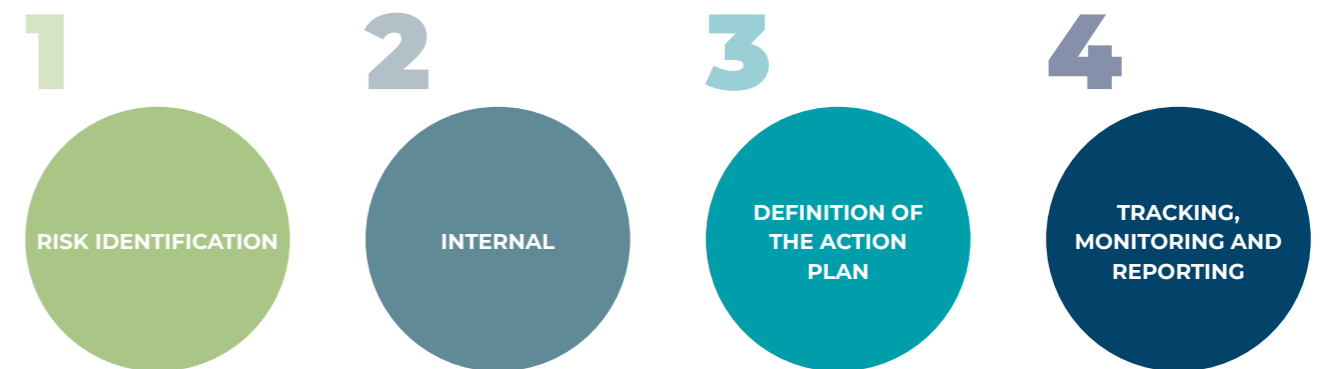 1
RISK IDENTIFICATION
2
INTERNAL
3
DEFINITION OF
THE ACTION
PLAN
4
TRACKING,
MONITORING AND
REPORTING